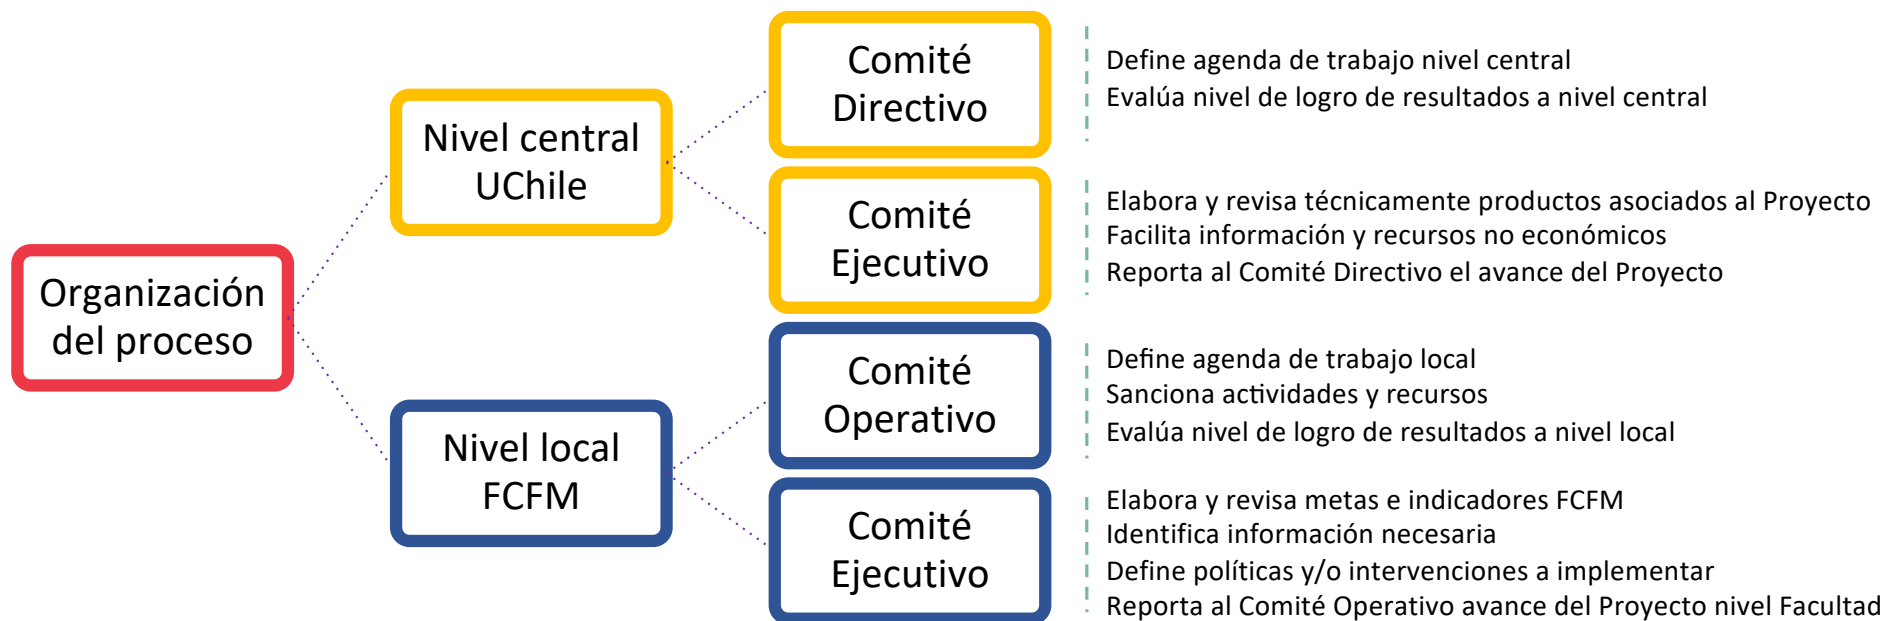 Organización
del proceso
Nivel central
UChile
Comité
Directivo
Define agenda de trabajo nivel central
Evalúa nivel de logro de resultados a nivel central
Comité
Ejecutivo
Elabora y revisa técnicamente productos asociados al Proyecto
Facilita información y recursos no económicos
Reporta al Comité Directivo el avance del Proyecto
Nivel local
FCFM
Comité
Operativo
Define agenda de trabajo local
Sanciona actividades y recursos
Evalúa nivel de logro de resultados a nivel local
Comité
Ejecutivo
Elabora y revisa metas e indicadores FCFM
Identifica información necesaria
Define políticas y/o intervenciones a implementar
Reporta al Comité Operativo avance del Proyecto nivel Facultad